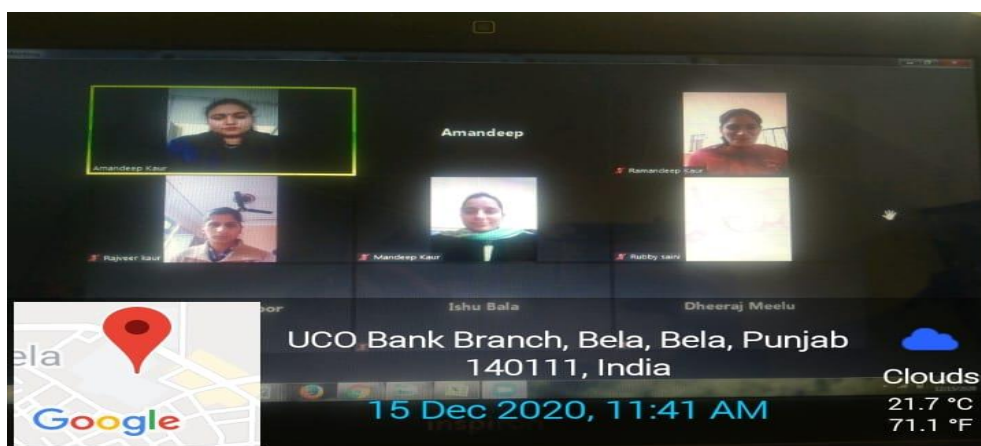 Amandeep Kaur
Amandeep
Ramandeep Kaur
Rajveer kaur
Mandeep Kaur
Rubby saini
oor
Ishu Bala
Dheeraj Meelu
ela
Google
UCO Bank Branch, Bela, Bela, Punjab
140111, India
15 Dec 2020, 11:41 AM
Clouds
21.7 °C
71.1 °F